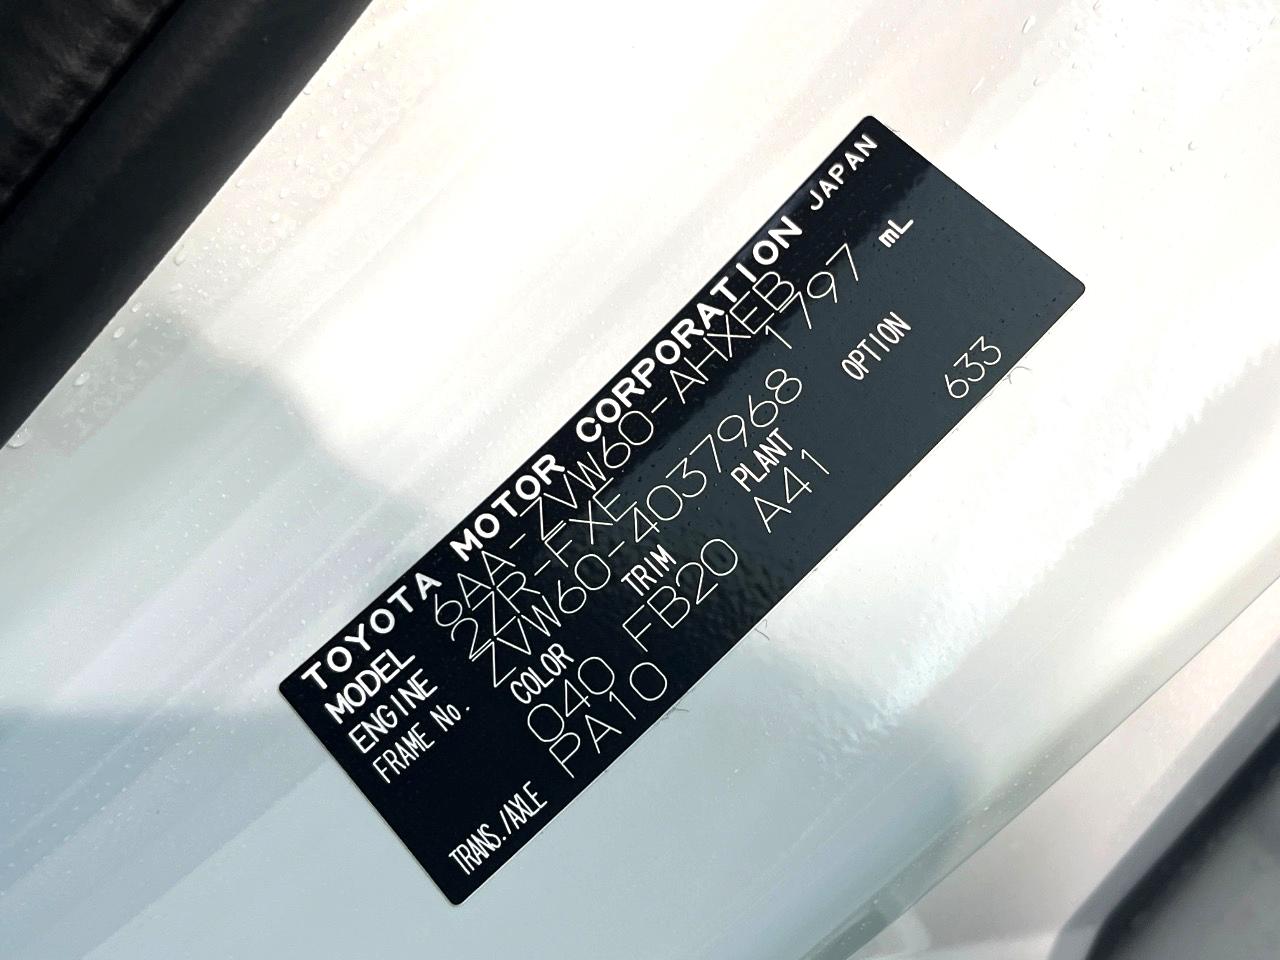 TOYOTA MOTOR CORPORATION JAPAN
MODEL 6AA-ZVW60-AHXEB
ENGINE 2ZR-FXE 1797 mL
FRAME No. ZVW60-4037968
COLOR TRIM PLANT OPTION
040 FB20 A41 633
TRANS./AXLE PA10